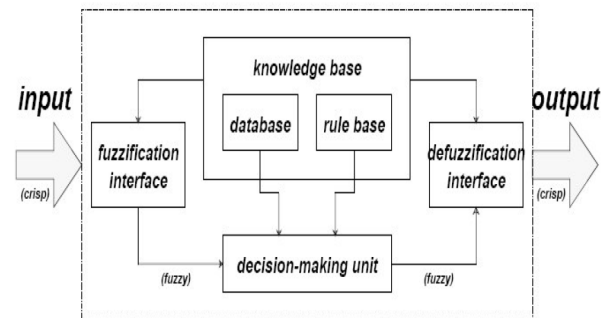 input
(crisp)
knowledge base
database
rule base
fuzzification
interface
defuzzification
interface
decision-making unit
(fuzzy)
(fuzzy)
output
(crisp)